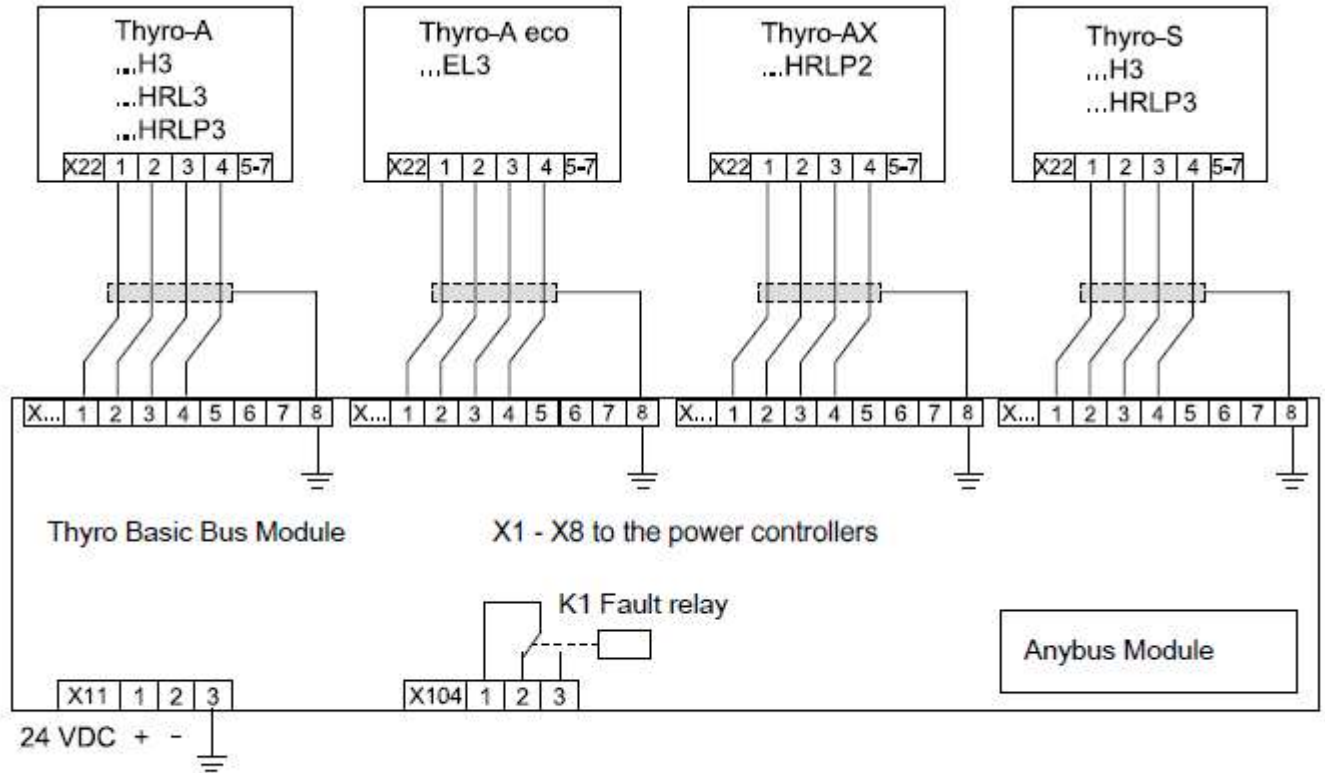 Thyro-A
...H3
...HRL3
...HRLP3
X22 1 2 3 4 5-7
Thyro-A eco
...EL3
X22 1 2 3 4 5-7
Thyro-AX
...HRLP2
X22 1 2 3 4 5-7
Thyro-S
...H3
...HRLP3
X22 1 2 3 4 5-7
X... 1 2 3 4 5 6 7 8
X... 1 2 3 4 5 6 7 8
X... 1 2 3 4 5 6 7 8
X... 1 2 3 4 5 6 7 8
Thyro Basic Bus Module
X1 - X8 to the power controllers
K1 Fault relay
Anybus Module
X11 1 2 3
X104 1 2 3
24 VDC + -